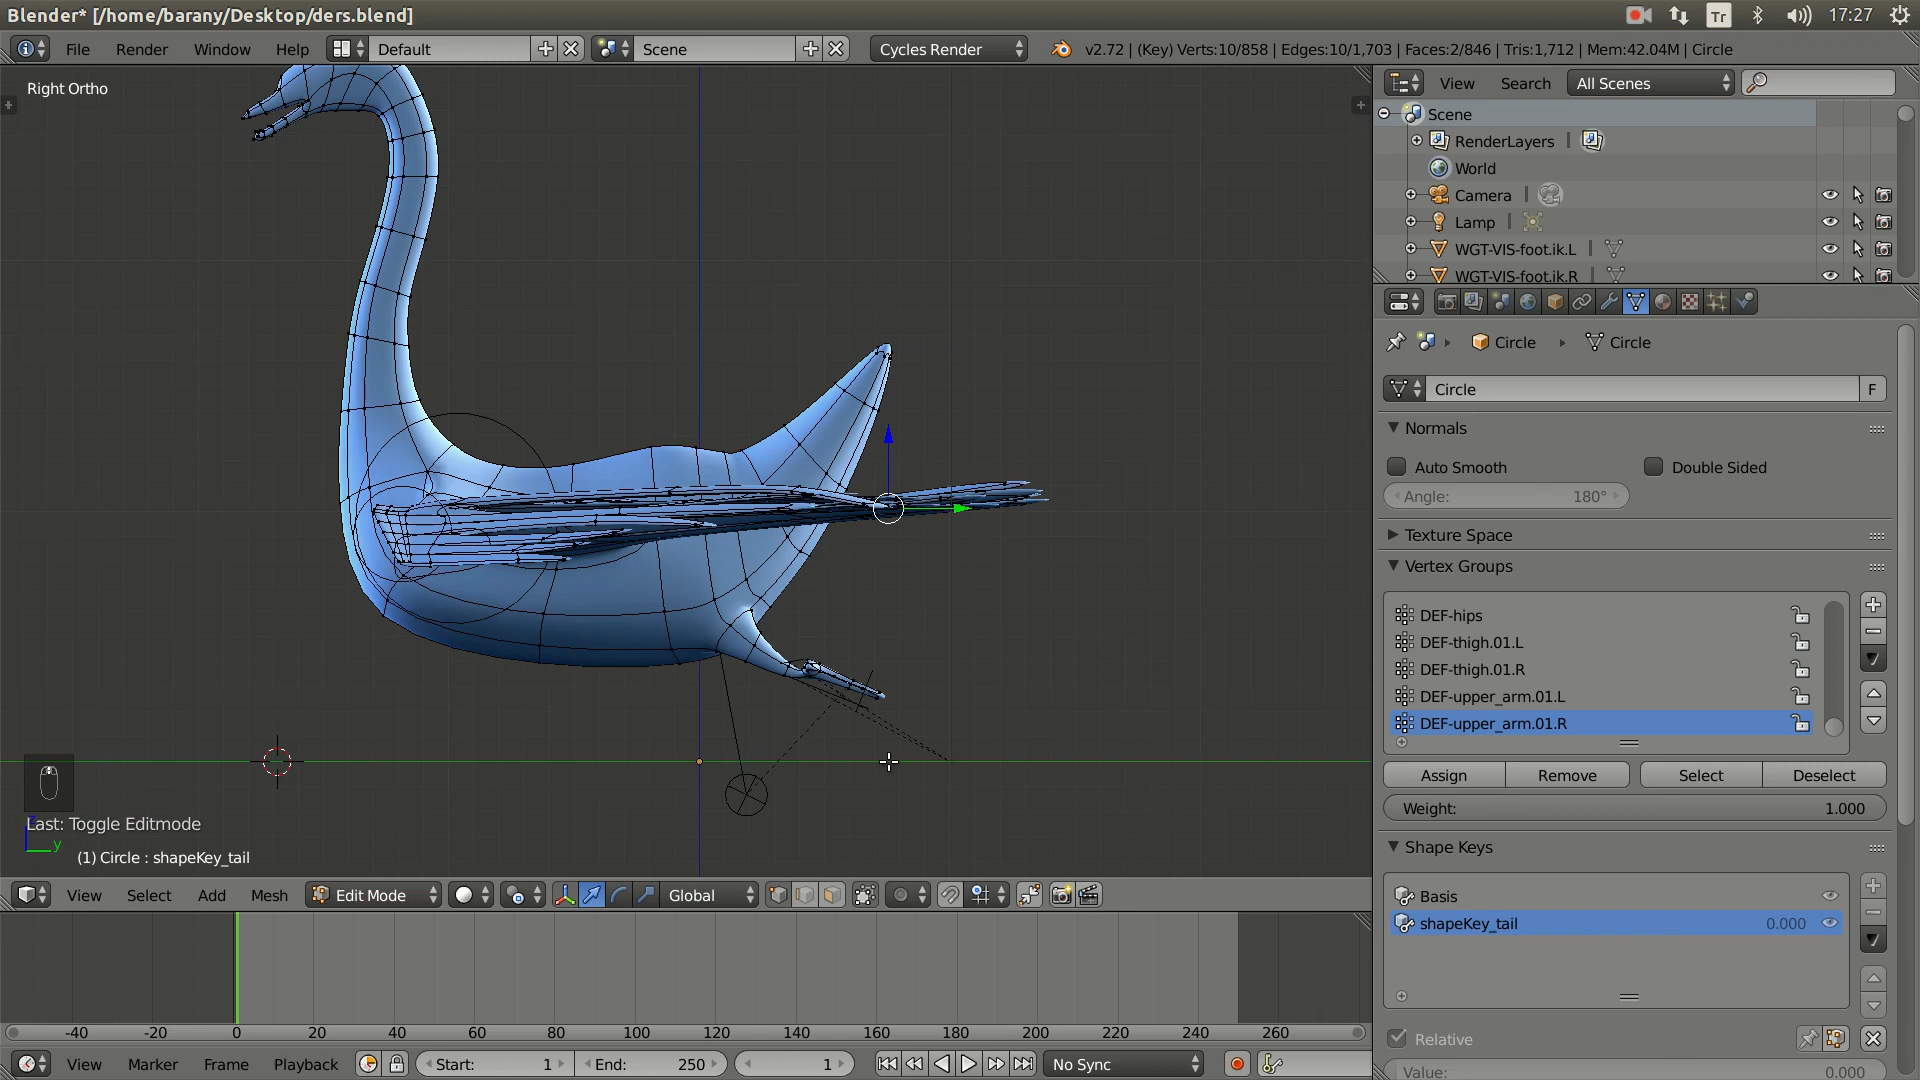 Blender* [/home/barany/Desktop/ders.blend]
Tr
17:27
File
Render
Window
Help
Default
Scene
Cycles Render
v2.72 | (Key) Verts:10/858 | Edges:10/1,703 | Faces:2/846 | Tris:1,712 | Mem:42.04M | Circle
Right Ortho
View
Search
All Scenes
Scene
RenderLayers
World
Camera
Lamp
WGT-VIS-foot.ik.L
WGT-VIS-foot.ik.R
Circle
Circle
Circle
F
Normals
Auto Smooth
Double Sided
Angle: 180°
Texture Space
Vertex Groups
DEF-hips
DEF-thigh.01.L
DEF-thigh.01.R
DEF-upper_arm.01.L
DEF-upper_arm.01.R
Assign
Remove
Select
Deselect
Weight: 1.000
Shape Keys
Basis
shapeKey_tail 0.000
Relative
Value: 0.000
Last: Toggle Editmode
y
(1) Circle : shapeKey_tail
View
Select
Add
Mesh
Edit Mode
Global
-40 -20 0 20 40 60 80 100 120 140 160 180 200 220 240 260
View
Marker
Frame
Playback
Start: 1
End: 250
1
No Sync